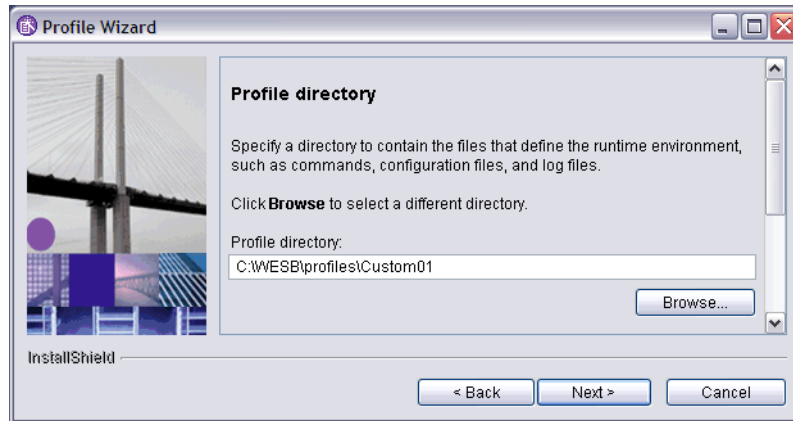 Profile Wizard
Profile directory
Specify a directory to contain the files that define the runtime environment,
such as commands, configuration files, and log files.
Click Browse to select a different directory.
Profile directory:
C:\WESB\profiles\Custom01
Browse...
InstallShield
< Back
Next >
Cancel